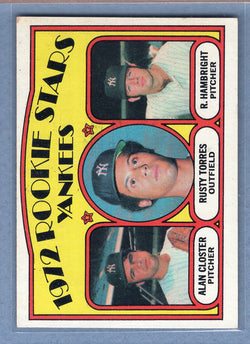 1972 ROOKIE STARS
YANKEES
R. HAMBRIGHT
PITCHER
RUSTY TORRES
OUTFIELD
ALAN CLOSTER
PITCHER